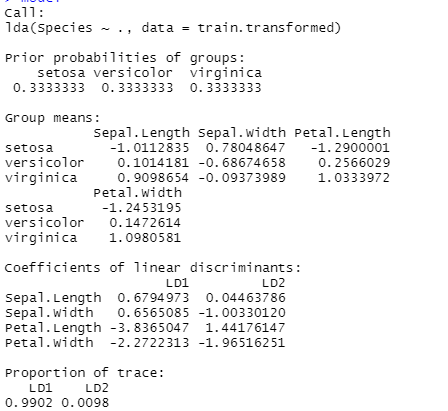 > model
Call:
lda(Species ~ ., data = train.transformed)
Prior probabilities of groups:
setosa versicolor virginica
0.3333333 0.3333333 0.3333333
Group means:
Sepal.Length Sepal.Width Petal.Length
setosa -1.0112835 0.78048647 -1.2900001
versicolor 0.1014181 -0.68674658 0.2566029
virginica 0.9098654 -0.09373989 1.0333972
Petal.Width
setosa -1.2453195
versicolor 0.1472614
virginica 1.0980581
Coefficients of linear discriminants:
LD1 LD2
Sepal.Length 0.6794973 0.04463786
Sepal.Width 0.6565085 -1.00330120
Petal.Length -3.8365047 1.44176147
Petal.Width -2.2722313 -1.96516251
Proportion of trace:
LD1 LD2
0.9902 0.0098